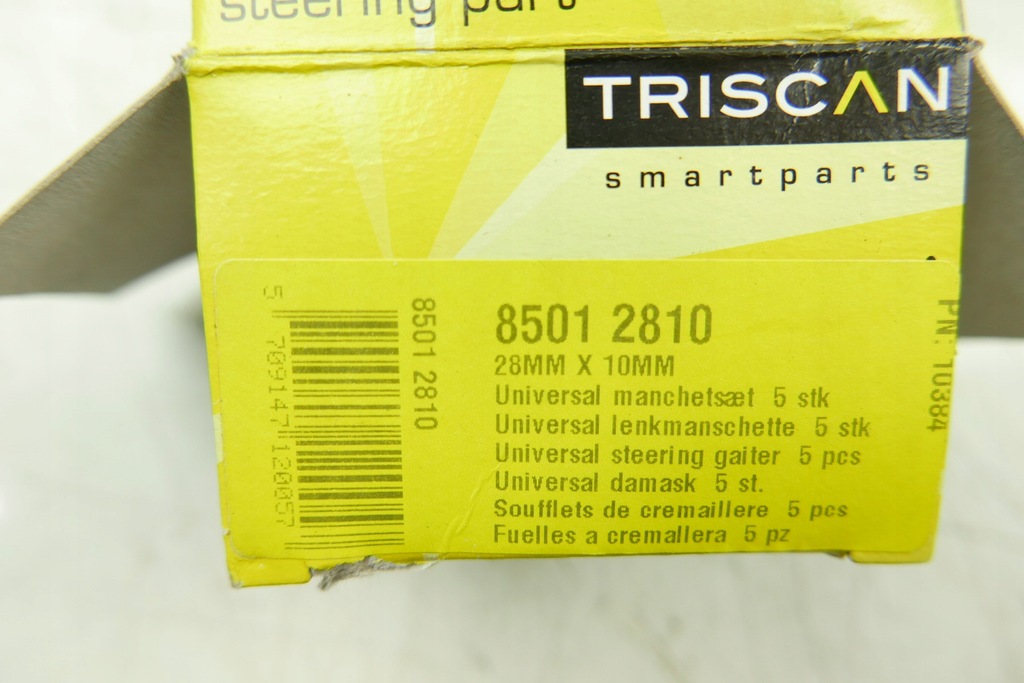 steering part
TRISCAN
smartparts
8501 2810
28MM X 10MM
Universal manchetsæt 5 stk
Universal lenkmanschette 5 stk
Universal steering gaiter 5 pcs
Universal damask 5 st.
Soufflets de cremaillere 5 pcs
Fuelles a cremallera 5 pz
8501 2810
5 709147 120057
PN: 10384